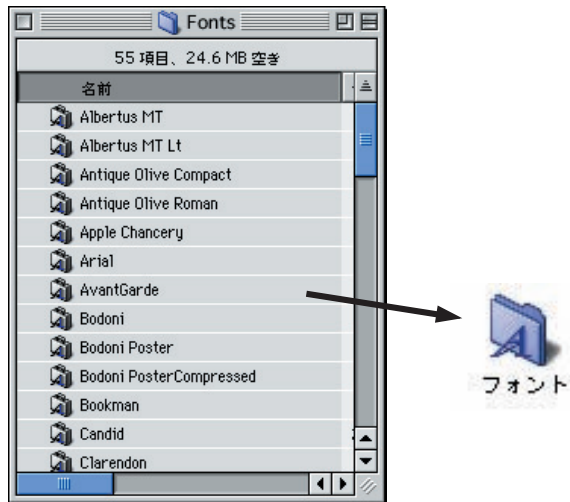 Fonts
55 項目、24.6 MB 空き
名前
Albertus MT
Albertus MT Lt
Antique Olive Compact
Antique Olive Roman
Apple Chancery
Arial
AvantGarde
Bodoni
Bodoni Poster
Bodoni PosterCompressed
Bookman
Candid
Clarendon
フォント